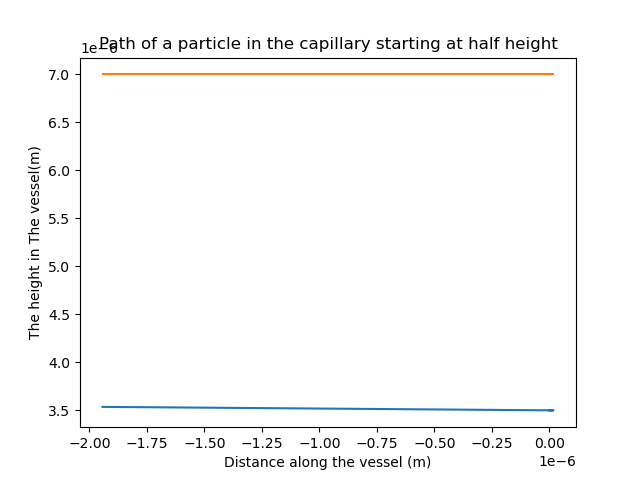 Path of a particle in the capillary starting at half height
1e−6
7.0
6.5
6.0
5.5
5.0
4.5
4.0
3.5
The height in The vessel(m)
−2.00 −1.75 −1.50 −1.25 −1.00 −0.75 −0.50 −0.25 0.00
1e−6
Distance along the vessel (m)